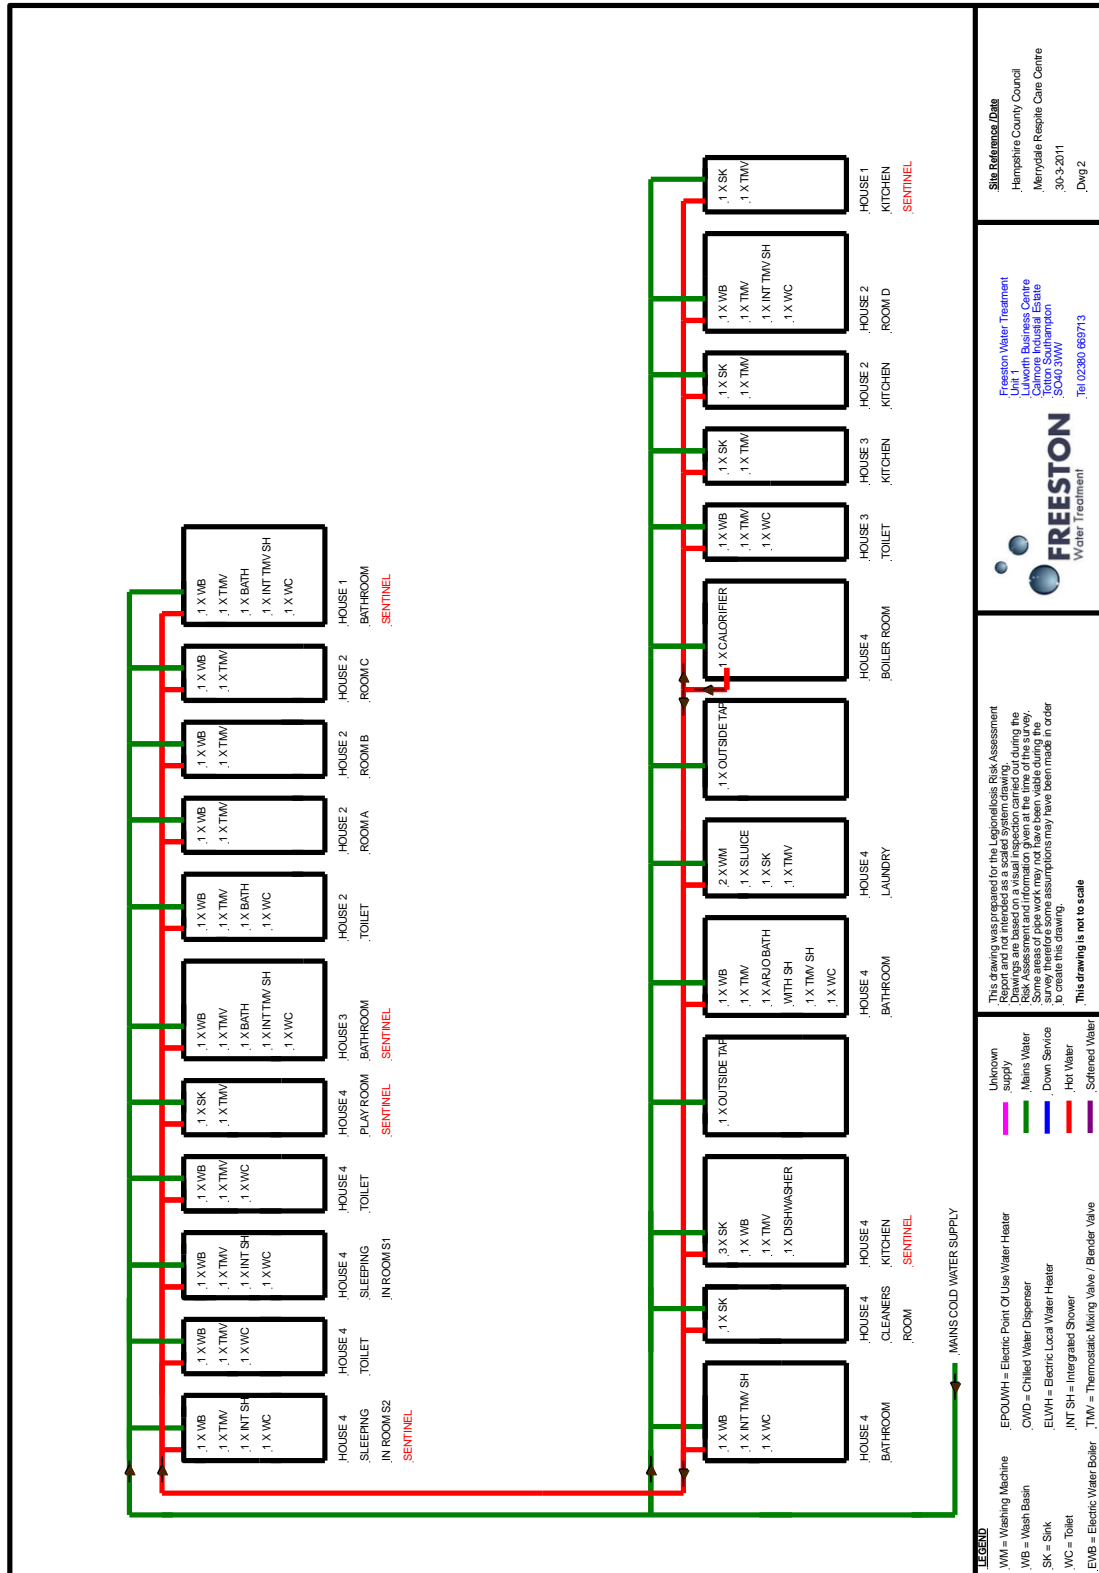 .1 X WB
.1 X TMV
.1 X INT SH
.1 X WC
.HOUSE 4
.SLEEPING
.IN ROOM S2
.SENTINEL
.1 X WB
.1 X TMV
.1 X WC
.HOUSE 4
.TOILET
.1 X WB
.1 X TMV
.1 X INT SH
.1 X WC
.HOUSE 4
.SLEEPING
.IN ROOM S1
.1 X WB
.1 X TMV
.1 X WC
.HOUSE 4
.TOILET
.1 X SK
.1 X TMV
.HOUSE 4
.PLAY ROOM
.SENTINEL
.1 X WB
.1 X TMV
.1 X BATH
.1 X INT TMV SH
.1 X WC
.HOUSE 3
.BATHROOM
.SENTINEL
.1 X WB
.1 X TMV
.1 X BATH
.1 X WC
.HOUSE 2
.TOILET
.1 X WB
.1 X TMV
.HOUSE 2
.ROOM A
.1 X WB
.1 X TMV
.HOUSE 2
.ROOM B
.1 X WB
.1 X TMV
.HOUSE 2
.ROOM C
.1 X WB
.1 X TMV
.1 X BATH
.1 X INT TMV SH
.1 X WC
.HOUSE 1
.BATHROOM
.SENTINEL
.1 X WB
.1 X INT TMV SH
.1 X WC
.HOUSE 4
.BATHROOM
.1 X SK
.HOUSE 4
.CLEANERS
.ROOM
.3 X SK
.1 X WB
.1 X TMV
.1 X DISHWASHER
.HOUSE 4
.KITCHEN
.SENTINEL
.1 X OUTSIDE TAP
.1 X WB
.1 X TMV
.1 X ARJO BATH
.WITH SH
.1 X TMV SH
.1 X WC
.HOUSE 4
.BATHROOM
.2 X WM
.1 X SLUICE
.1 X SK
.1 X TMV
.HOUSE 4
.LAUNDRY
.1 X OUTSIDE TAP
.1 X CALORIFIER
.HOUSE 4
.BOILER ROOM
.1 X WB
.1 X TMV
.1 X WC
.HOUSE 3
.TOILET
.1 X SK
.1 X TMV
.HOUSE 3
.KITCHEN
.1 X SK
.1 X TMV
.HOUSE 2
.KITCHEN
.1 X WB
.1 X TMV
.1 X INT TMV SH
.1 X WC
.HOUSE 2
.ROOM D
.1 X SK
.1 X TMV
.HOUSE 1
.KITCHEN
.SENTINEL
.MAINS COLD WATER SUPPLY
LEGEND
.WM = Washing Machine
.WB = Wash Basin
.SK = Sink
.WC = Toilet
.EWB = Electric Water Boiler
.EPOUWH = Electric Point Of Use Water Heater
.CWD = Chilled Water Dispenser
.ELWH = Electric Local Water Heater
.INT SH = Intergrated Shower
.TMV = Thermostatic Mixing Valve / Blender Valve
.Unknown
.supply
.Mains Water
.Down Service
.Hot Water
.Softened Water
.This drawing was prepared for the Legionellosis Risk Assessment
.Report and not intended as a scaled system drawing.
.Drawings are based on a visual inspection carried out during the
.Risk Assessment and information given at the time of the survey.
.Some areas of pipe work may not have been viable during the
.survey therefore some assumptions may have been made in order
.to create this drawing.
.This drawing is not to scale
FREESTON
Water Treatment
.Freeston Water Treatment
.Unit 1
.Lulworth Business Centre
.Calmore Industrial Estate
.Totton Southampton
.SO40 3WW
.Tel 02380 669713
.Site Reference /Date
.Hampshire County Council
.Merrydale Respite Care Centre
.30-3-2011
.Dwg 2